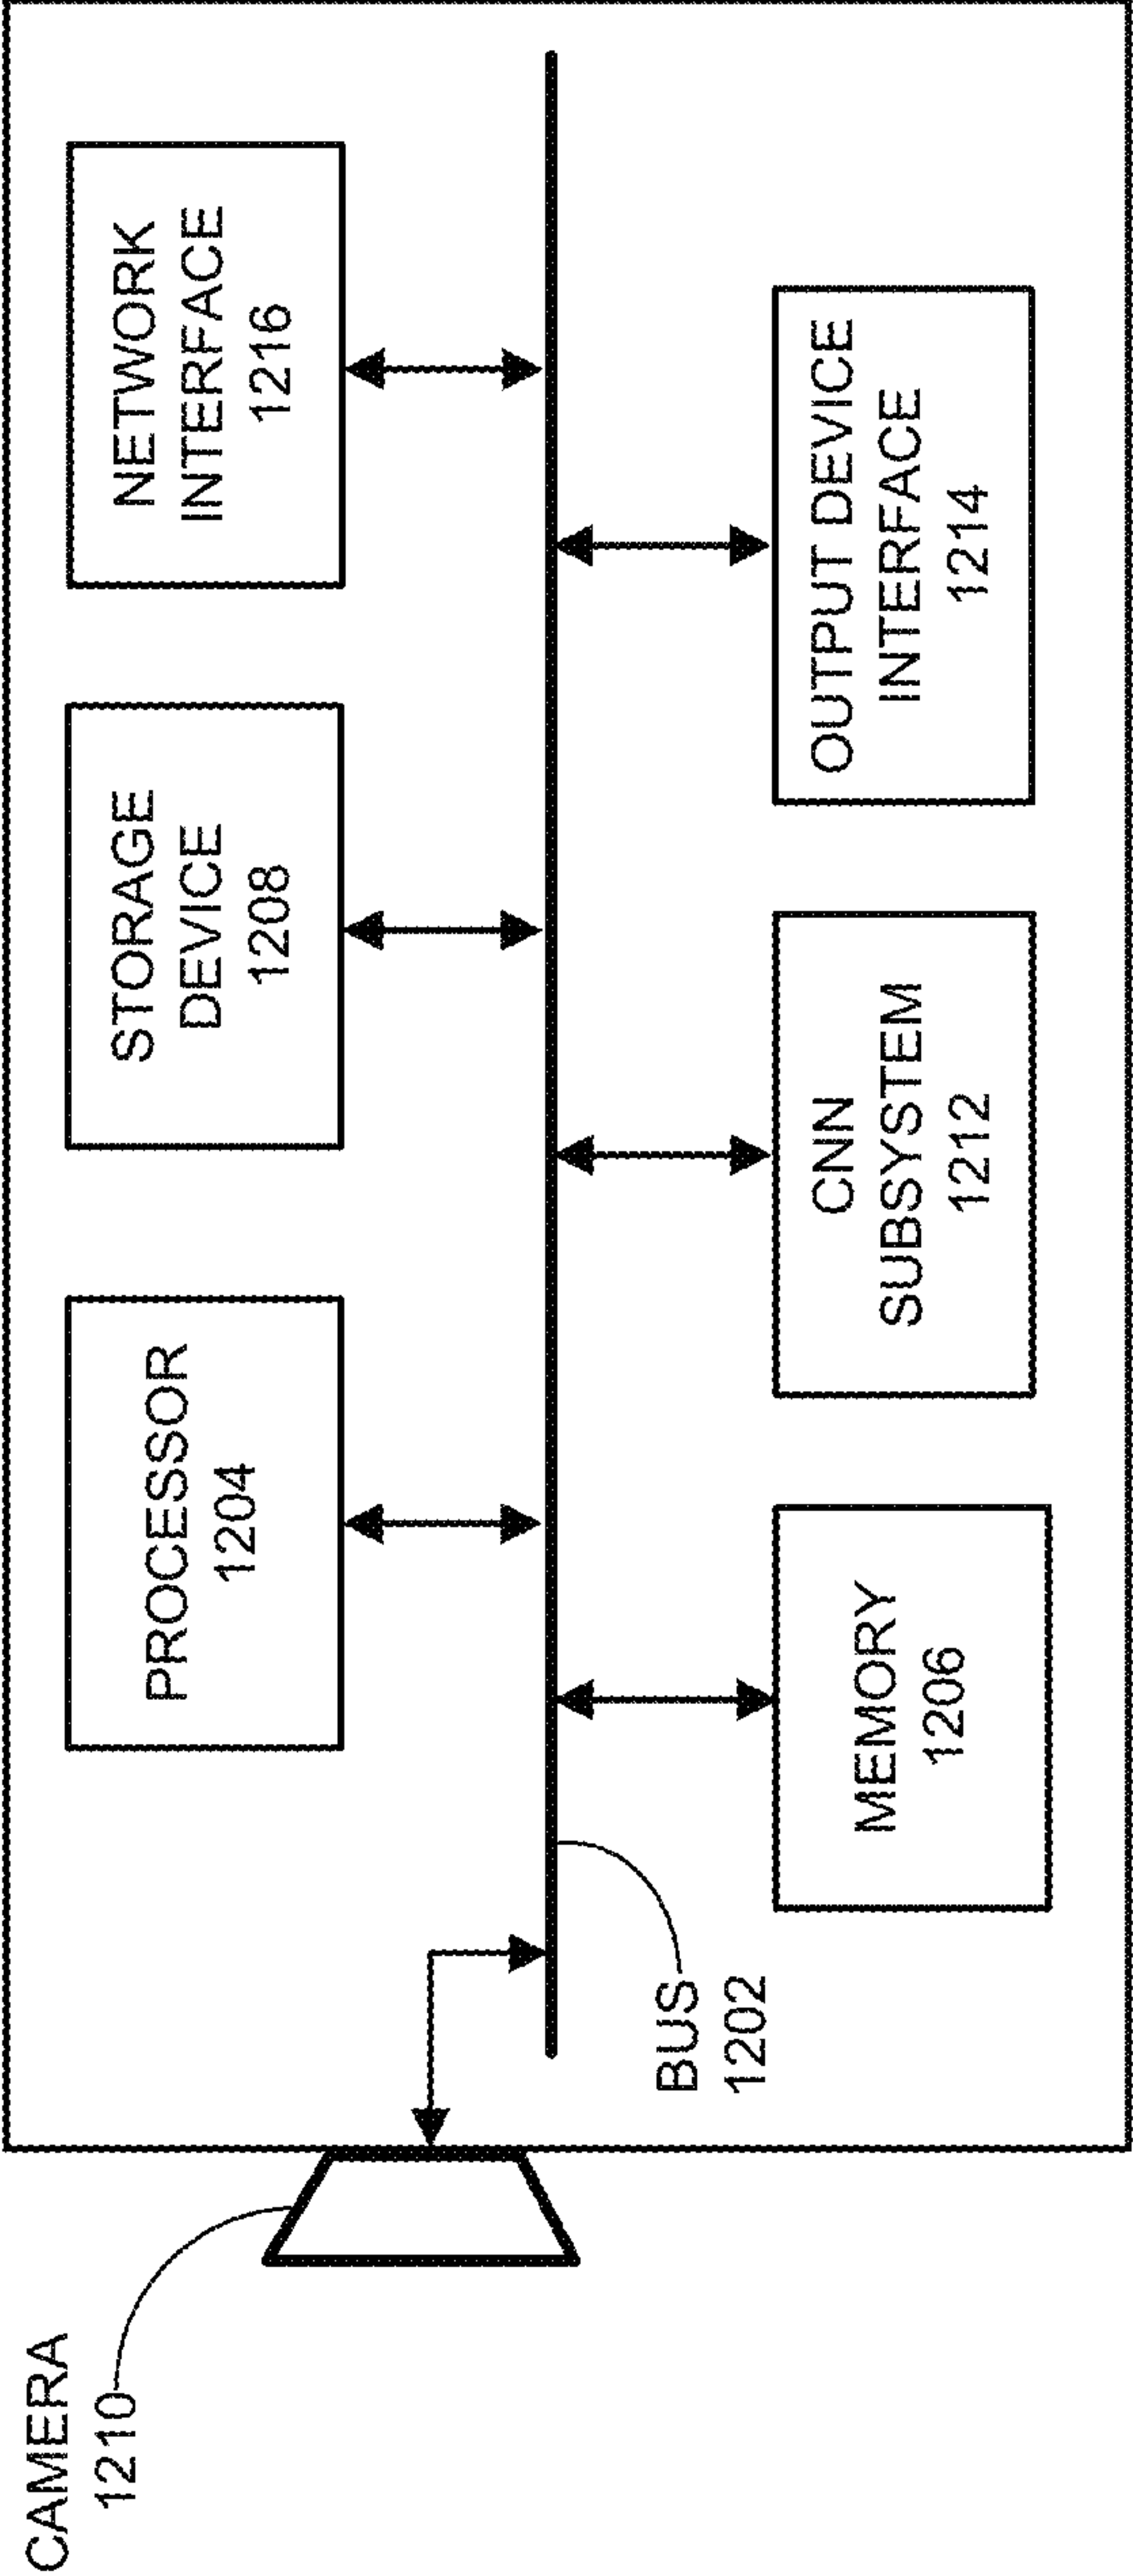 CAMERA
1210
PROCESSOR
1204
STORAGE
DEVICE
1208
NETWORK
INTERFACE
1216
BUS
1202
MEMORY
1206
CNN
SUBSYSTEM
1212
OUTPUT DEVICE
INTERFACE
1214